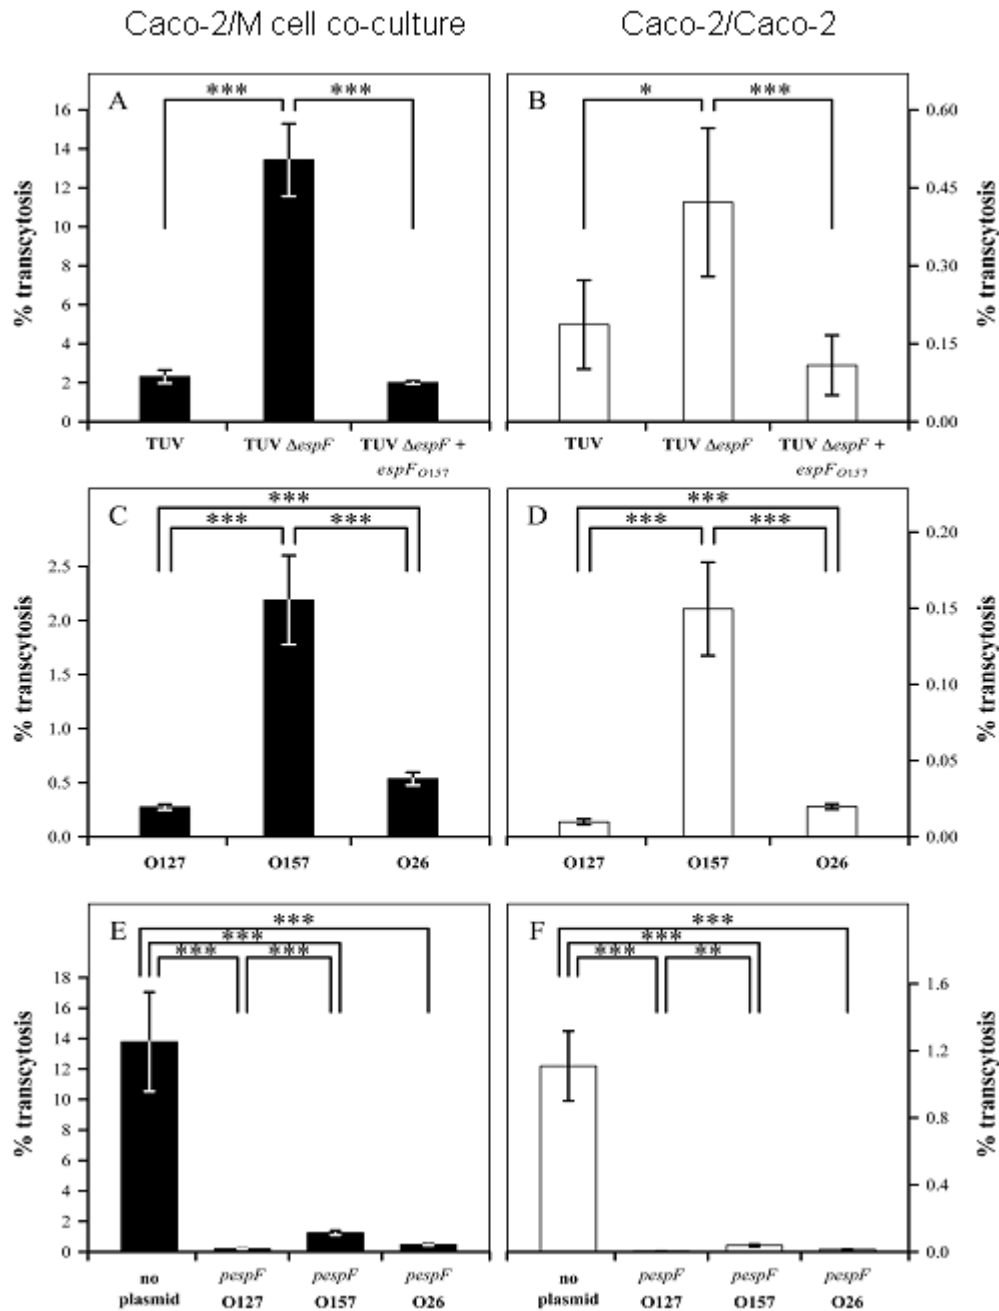 Caco-2/M cell co-culture
Caco-2/Caco-2
A
***
***
% transcytosis
16
14
12
10
8
6
4
2
0
TUV
TUV ΔespF
TUV ΔespF +
espF O157
B
*
***
% transcytosis
0.60
0.45
0.30
0.15
0.00
TUV
TUV ΔespF
TUV ΔespF +
espF O157
C
***
***
***
% transcytosis
2.5
2.0
1.5
1.0
0.5
0.0
O127
O157
O26
D
***
***
***
% transcytosis
0.20
0.15
0.10
0.05
0.00
O127
O157
O26
E
***
***
***
***
% transcytosis
18
16
14
12
10
8
6
4
2
0
no
plasmid
pespF
O127
pespF
O157
pespF
O26
F
***
***
***
**
% transcytosis
1.6
1.2
0.8
0.4
0.0
no
plasmid
pespF
O127
pespF
O157
pespF
O26